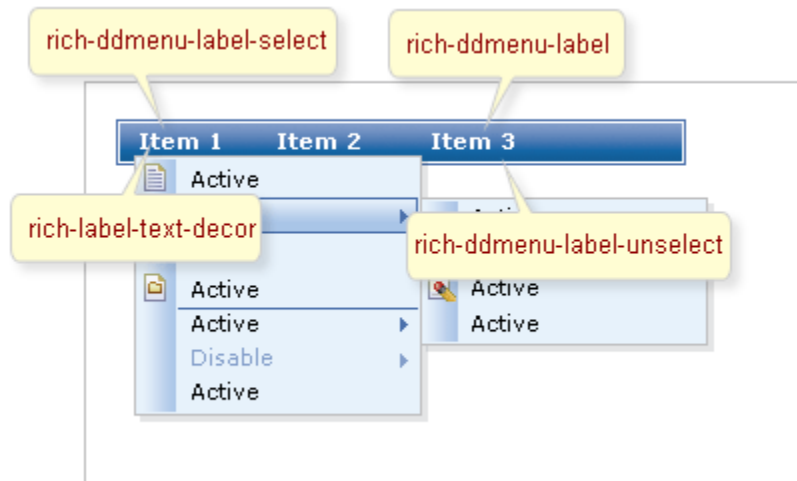 rich-ddmenu-label-select
rich-ddmenu-label
Item 1 Item 2 Item 3
Active
rich-label-text-decor
rich-ddmenu-label-unselect
Active
Active
Active
Active
Disable
Active